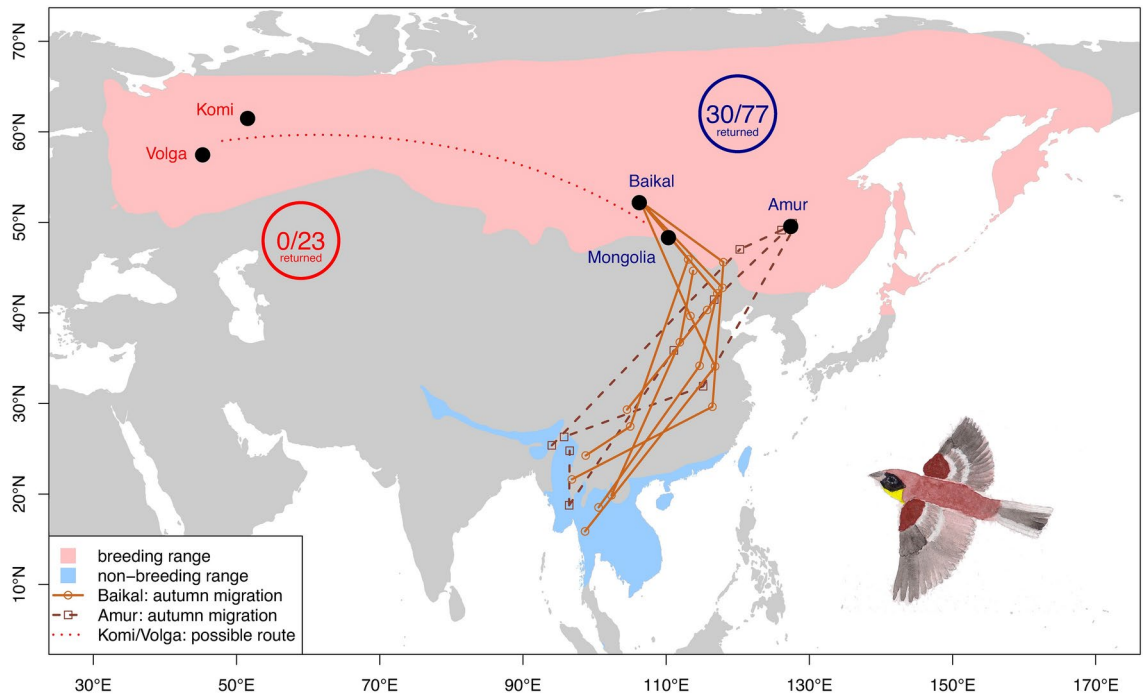 70°N
60°N
50°N
40°N
30°N
20°N
10°N
Komi
Volga
30/77
returned
Baikal
Amur
0/23
returned
Mongolia
breeding range
non−breeding range
Baikal: autumn migration
Amur: autumn migration
Komi/Volga: possible route
30°E
50°E
70°E
90°E
110°E
130°E
150°E
170°E